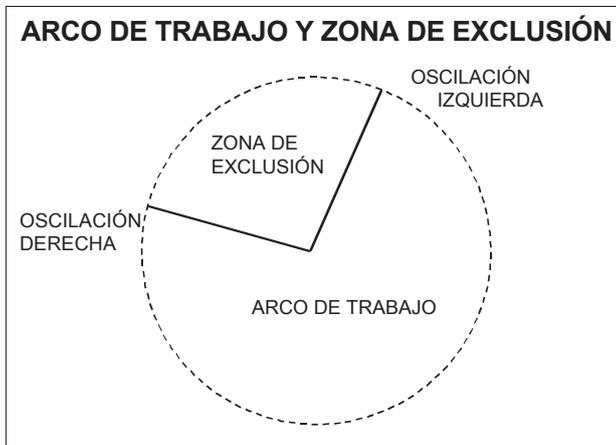 ARCO DE TRABAJO Y ZONA DE EXCLUSIÓN
OSCILACIÓN
IZQUIERDA
ZONA DE
EXCLUSIÓN
OSCILACIÓN
DERECHA
ARCO DE TRABAJO